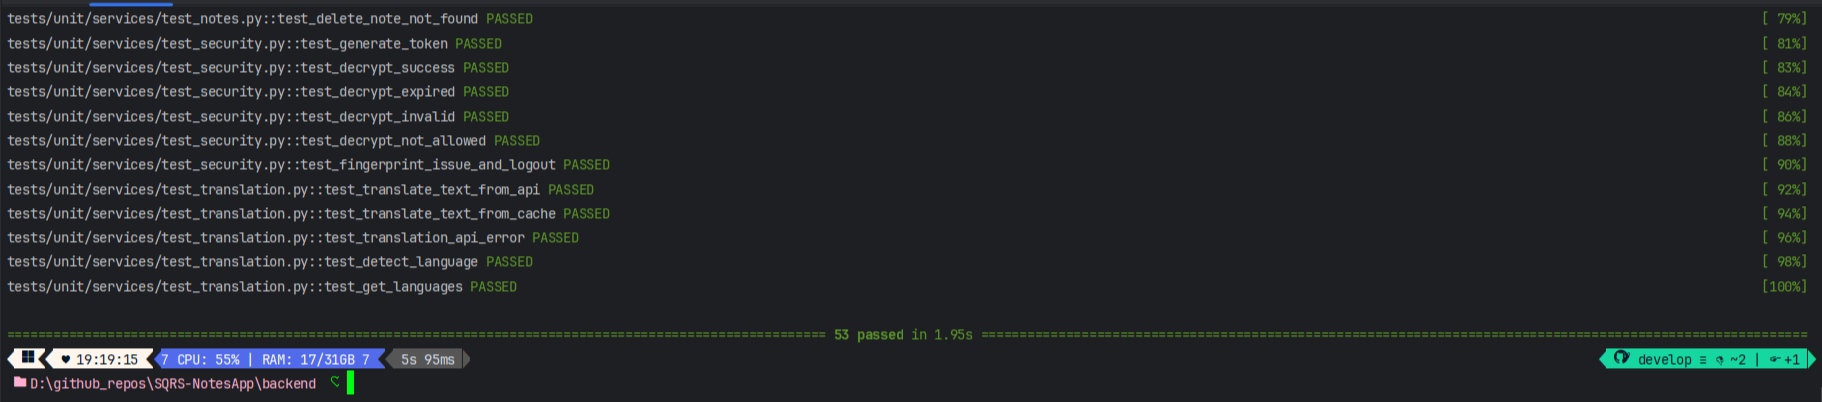 tests/unit/services/test_notes.py::test_delete_note_not_found PASSED [ 79%]
tests/unit/services/test_security.py::test_generate_token PASSED [ 81%]
tests/unit/services/test_security.py::test_decrypt_success PASSED [ 83%]
tests/unit/services/test_security.py::test_decrypt_expired PASSED [ 84%]
tests/unit/services/test_security.py::test_decrypt_invalid PASSED [ 86%]
tests/unit/services/test_security.py::test_decrypt_not_allowed PASSED [ 88%]
tests/unit/services/test_security.py::test_fingerprint_issue_and_logout PASSED [ 90%]
tests/unit/services/test_translation.py::test_translate_text_from_api PASSED [ 92%]
tests/unit/services/test_translation.py::test_translate_text_from_cache PASSED [ 94%]
tests/unit/services/test_translation.py::test_translation_api_error PASSED [ 96%]
tests/unit/services/test_translation.py::test_detect_language PASSED [ 98%]
tests/unit/services/test_translation.py::test_get_languages PASSED [100%]
53 passed in 1.95s
♥ 19:19:15 7 CPU: 55% | RAM: 17/31GB 7 5s 95ms develop ≡ ~2 | +1
D:\github_repos\SQRS-NotesApp\backend